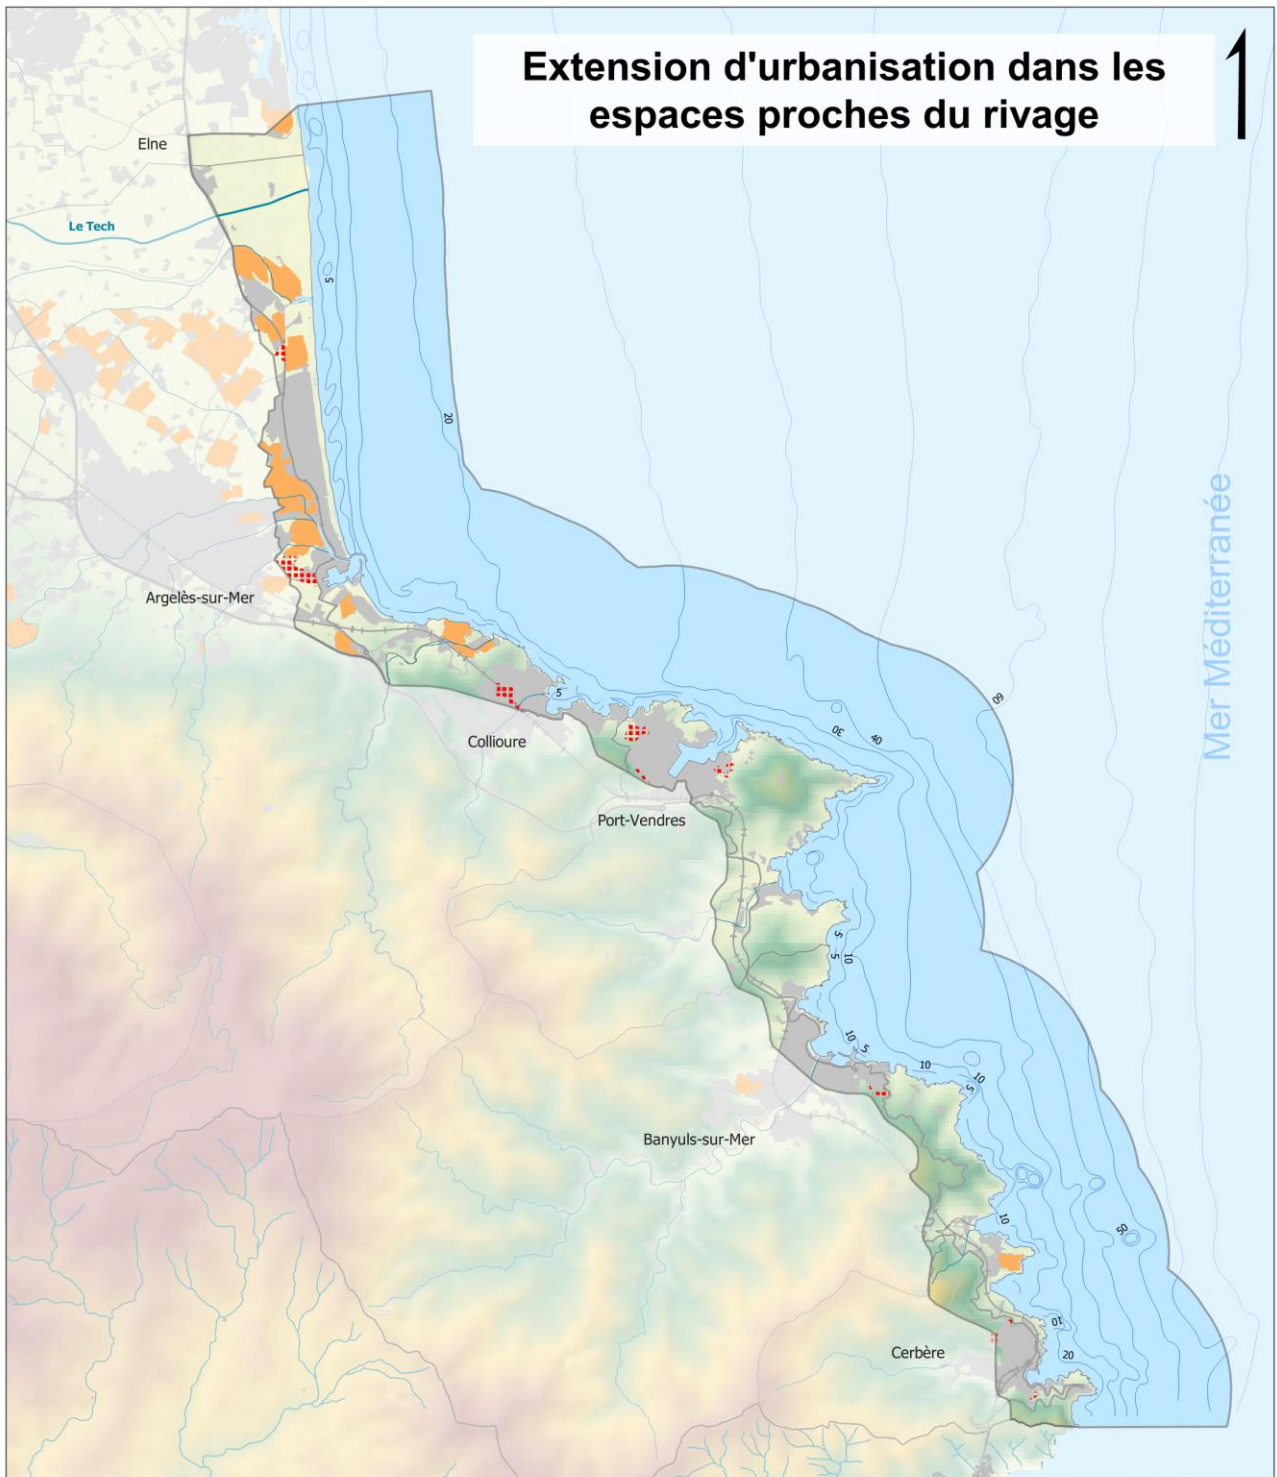 Extension d'urbanisation dans les
espaces proches du rivage
Elne
Le Tech
5
20
Mer Méditerranée
Argelès-sur-Mer
60
5
30
40
Collioure
Port-Vendres
5
5
10
10
5
10
10
5
Banyuls-sur-Mer
10
50
10
20
Cerbère